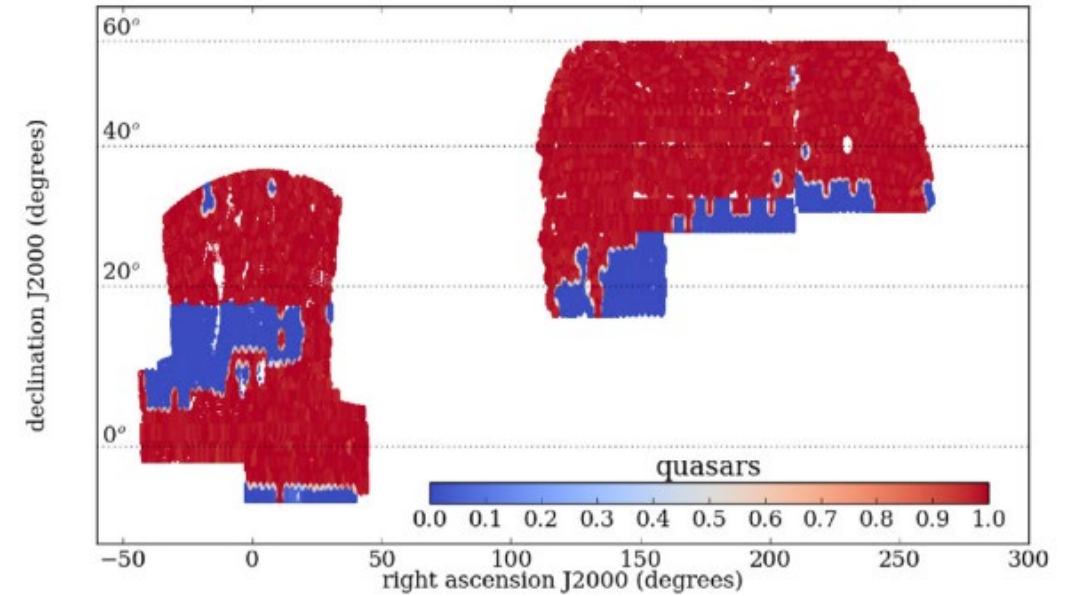 60°
40°
20°
0°
declination J2000 (degrees)
quasars
0.0 0.1 0.2 0.3 0.4 0.5 0.6 0.7 0.8 0.9 1.0
−50 0 50 100 150 200 250 300
right ascension J2000 (degrees)